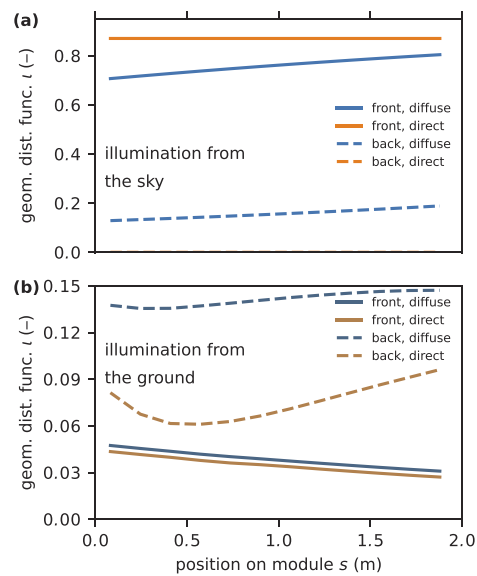 (a)
0.8
0.6
0.4
0.2
0.0
geom. dist. func. ι (−)
front, diffuse
front, direct
back, diffuse
back, direct
illumination from
the sky
(b)
0.15
0.12
0.09
0.06
0.03
0.00
geom. dist. func. ι (−)
front, diffuse
front, direct
back, diffuse
back, direct
illumination from
the ground
0.0 0.5 1.0 1.5 2.0
position on module s (m)